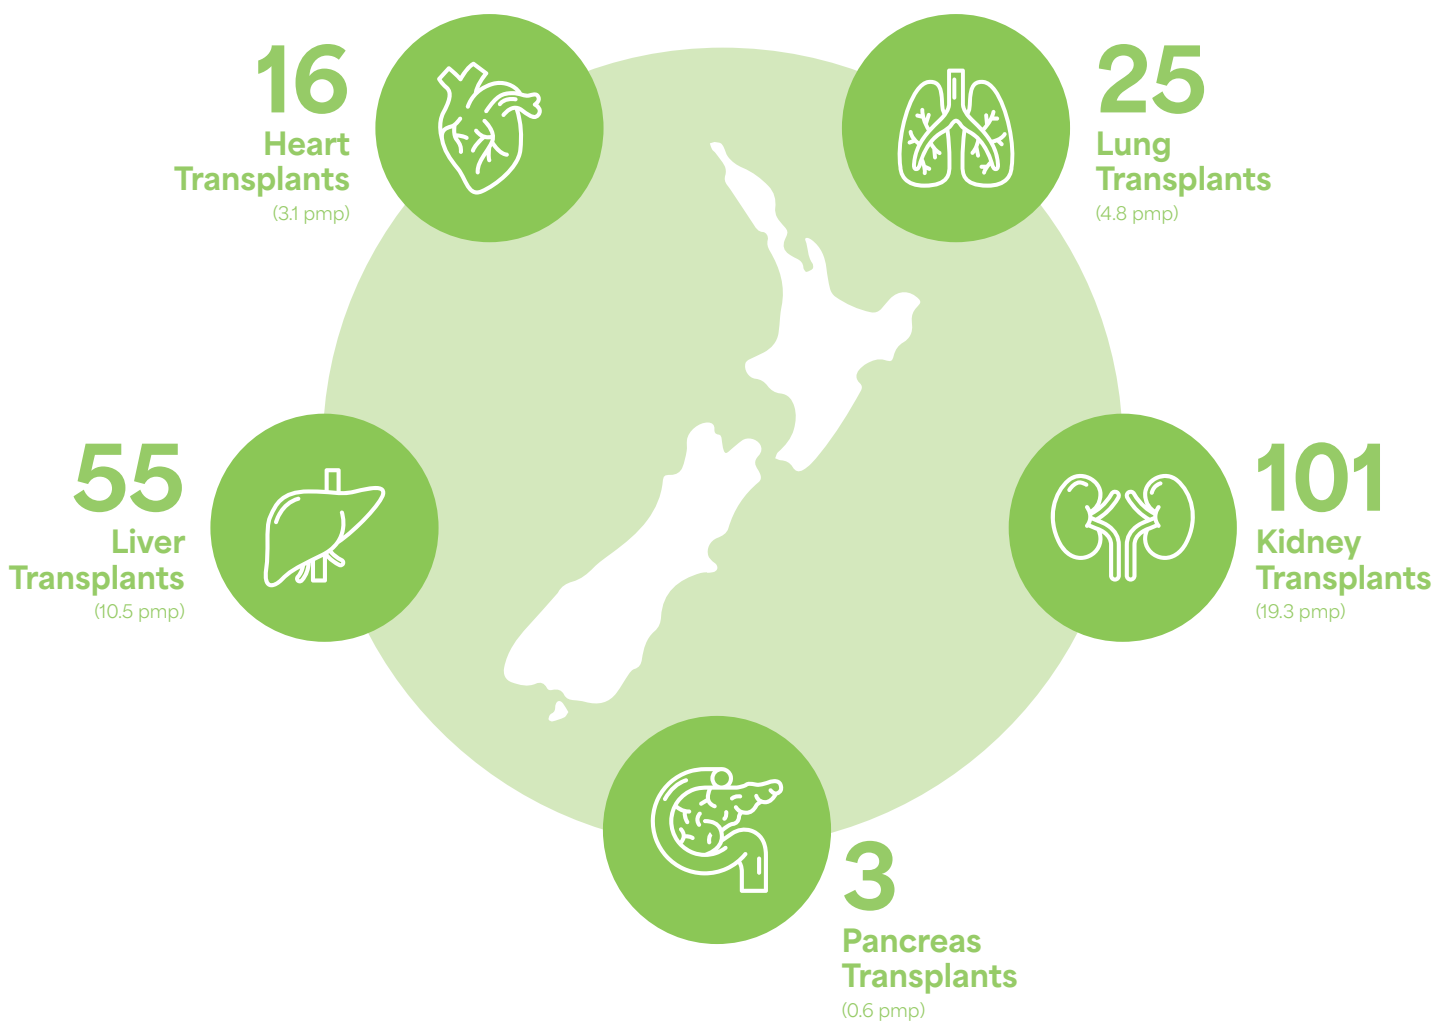 16
Heart
Transplants
(3.1 pmp)
25
Lung
Transplants
(4.8 pmp)
55
Liver
Transplants
(10.5 pmp)
101
Kidney
Transplants
(19.3 pmp)
3
Pancreas
Transplants
(0.6 pmp)